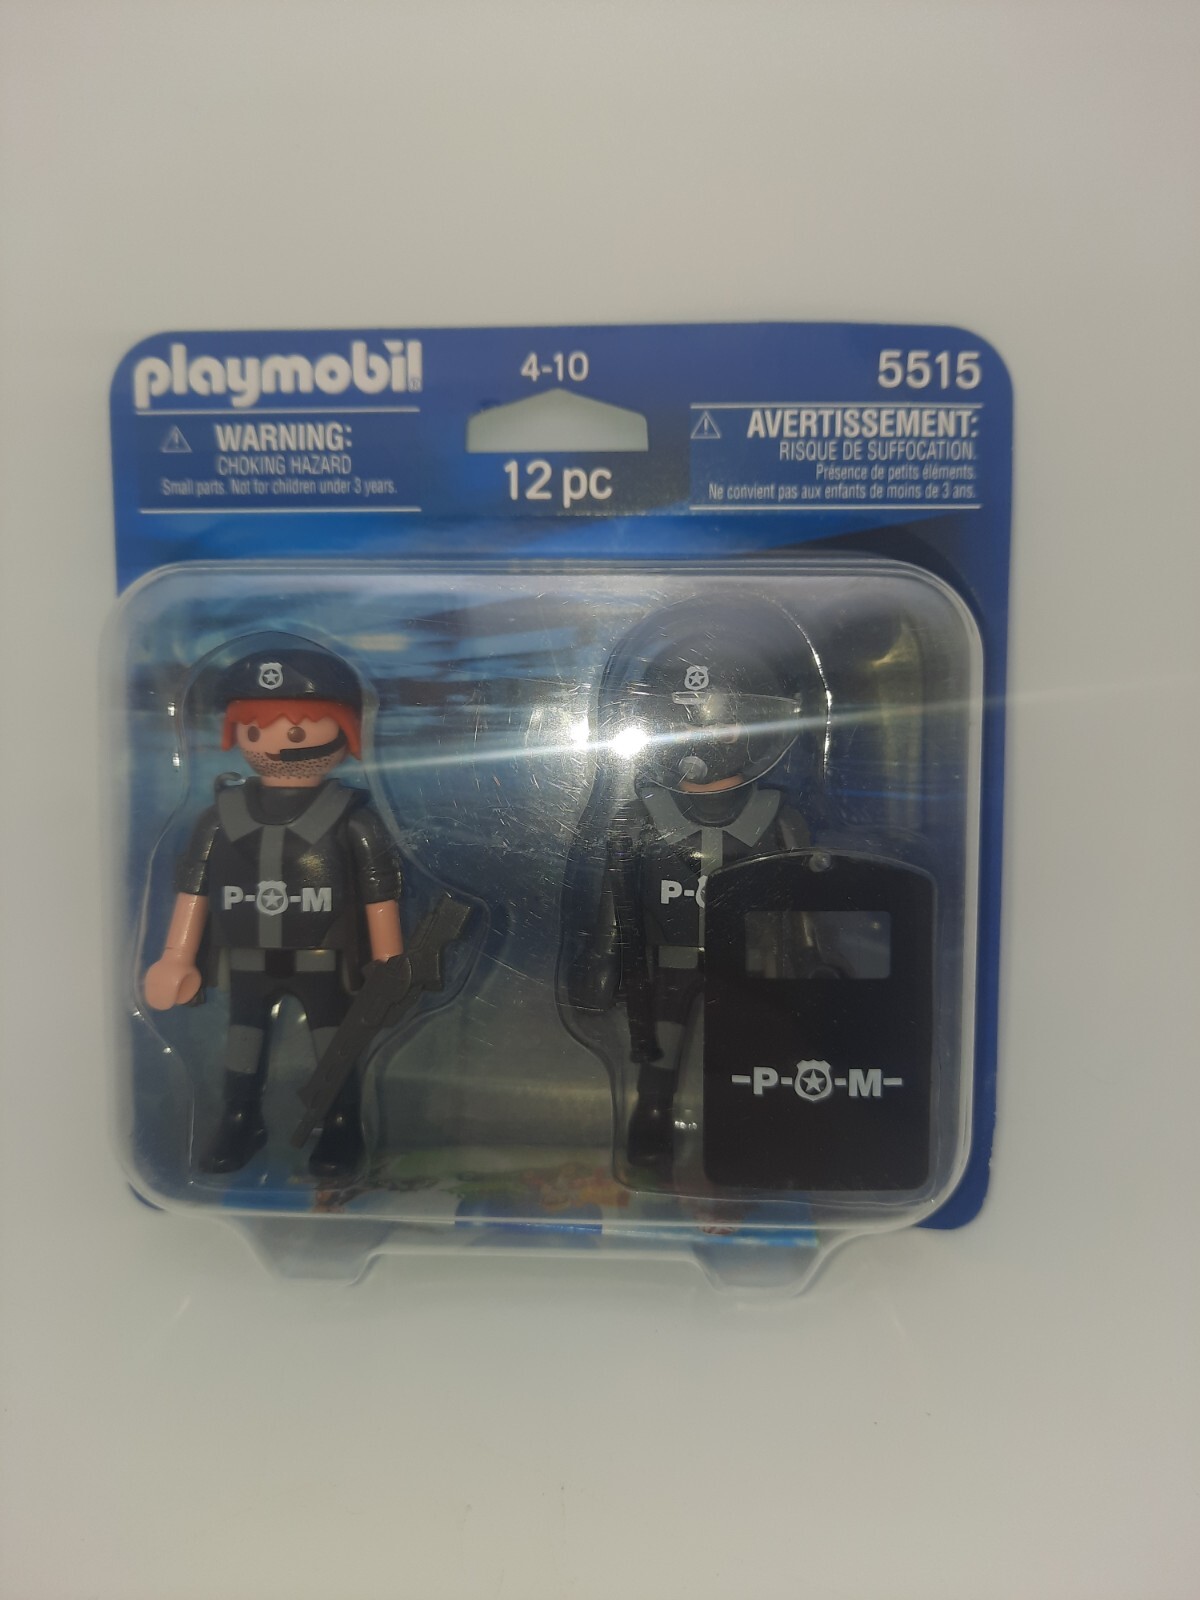 playmobil®
4-10
5515
WARNING:
CHOKING HAZARD
Small parts. Not for children under 3 years.
12 pc
AVERTISSEMENT:
RISQUE DE SUFFOCATION.
Présence de petits éléments.
Ne convient pas aux enfants de moins de 3 ans.
P- -M
P-
-P- -M-